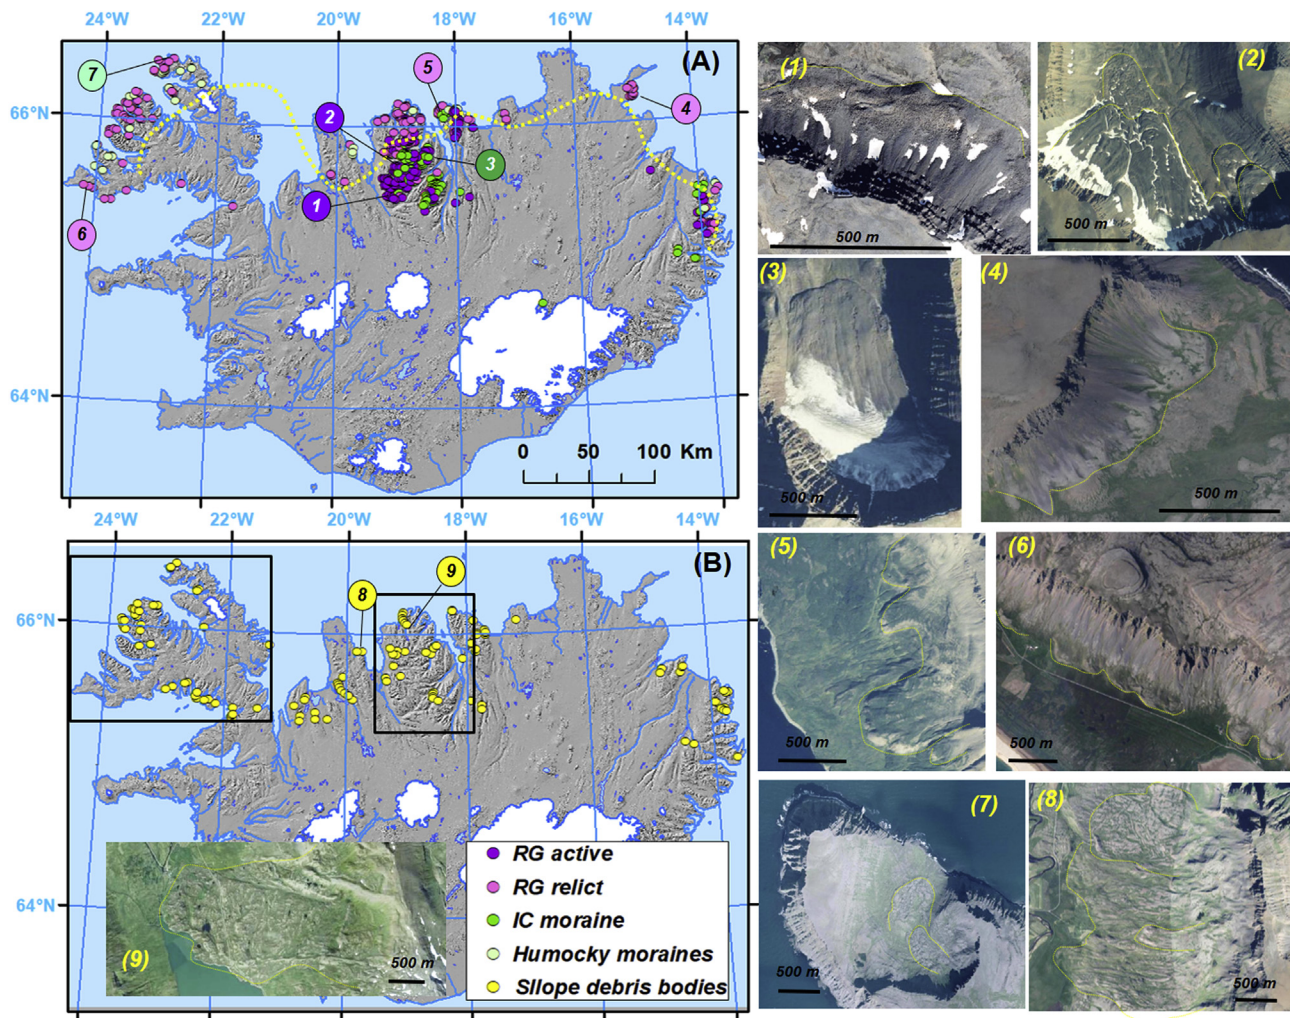 24°W 22°W 20°W 18°W 16°W 14°W
(A)
7
5
66°N
2
4
3
1
6
64°N
0 50 100 Km
24°W 22°W 20°W 18°W 16°W 14°W
(B)
9
8
66°N
64°N
RG active
RG relict
IC moraine
Humocky moraines
Sllope debris bodies
(9)
500 m
(1)
500 m
(2)
500 m
(3)
500 m
(4)
500 m
(5)
500 m
(6)
500 m
(7)
500 m
(8)
500 m